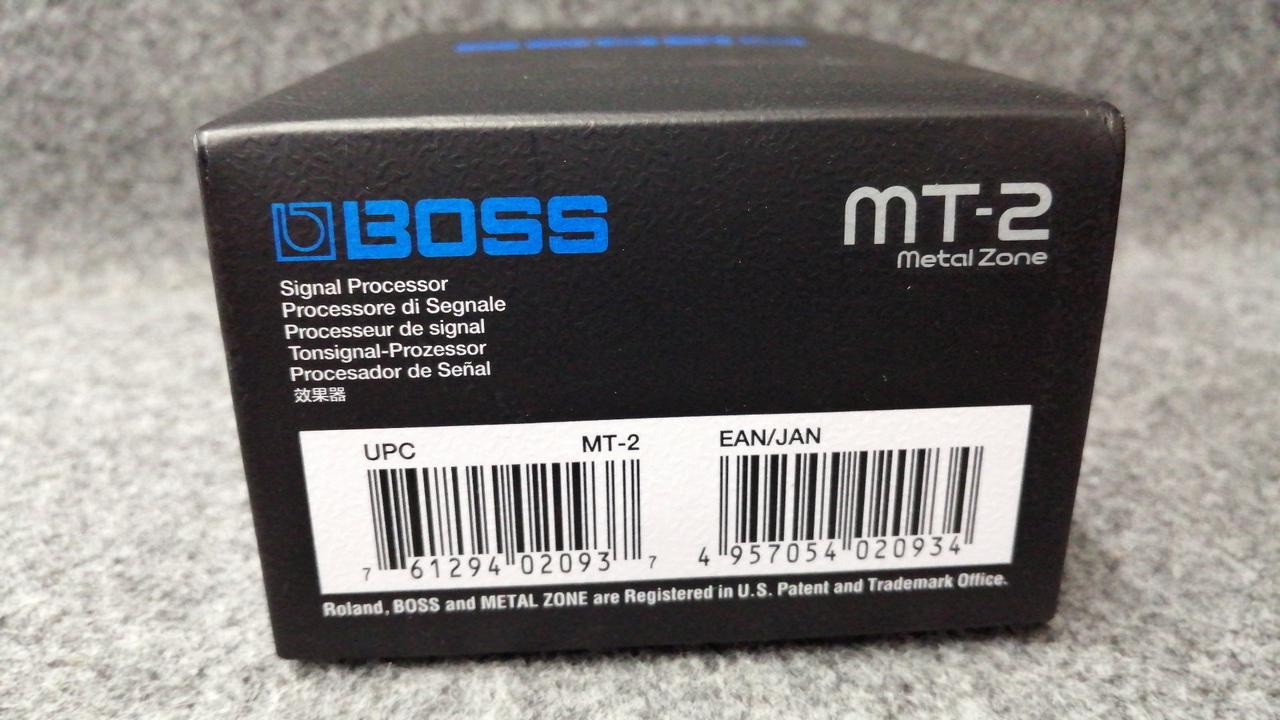 BOSS
MT-2
Metal Zone
Signal Processor
Processore di Segnale
Processeur de signal
Tonsignal-Prozessor
Procesador de Señal
效果器
UPC MT-2
7 61294 02093 7
EAN/JAN
4 957054 020934
Roland, BOSS and METAL ZONE are Registered in U.S. Patent and Trademark Office.